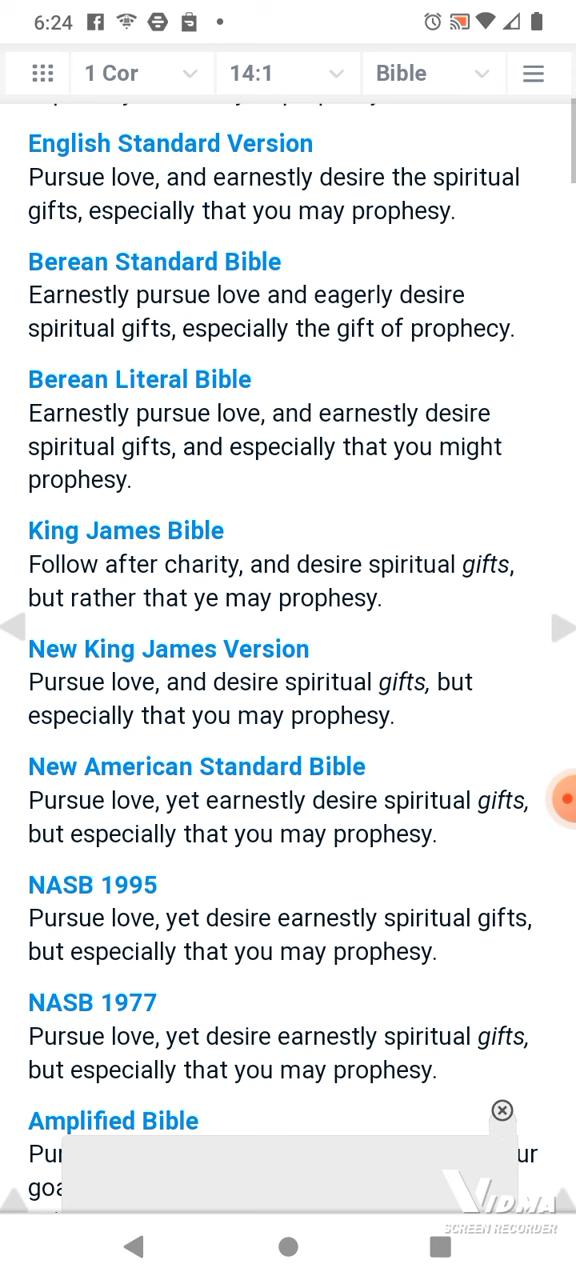 6:24
1 Cor
14:1
Bible
English Standard Version
Pursue love, and earnestly desire the spiritual
gifts, especially that you may prophesy.
Berean Standard Bible
Earnestly pursue love and eagerly desire
spiritual gifts, especially the gift of prophecy.
Berean Literal Bible
Earnestly pursue love, and earnestly desire
spiritual gifts, and especially that you might
prophesy.
King James Bible
Follow after charity, and desire spiritual gifts,
but rather that ye may prophesy.
New King James Version
Pursue love, and desire spiritual gifts, but
especially that you may prophesy.
New American Standard Bible
Pursue love, yet earnestly desire spiritual gifts,
but especially that you may prophesy.
NASB 1995
Pursue love, yet desire earnestly spiritual gifts,
but especially that you may prophesy.
NASB 1977
Pursue love, yet desire earnestly spiritual gifts,
but especially that you may prophesy.
Amplified Bible
VIDMA
SCREEN RECORDER